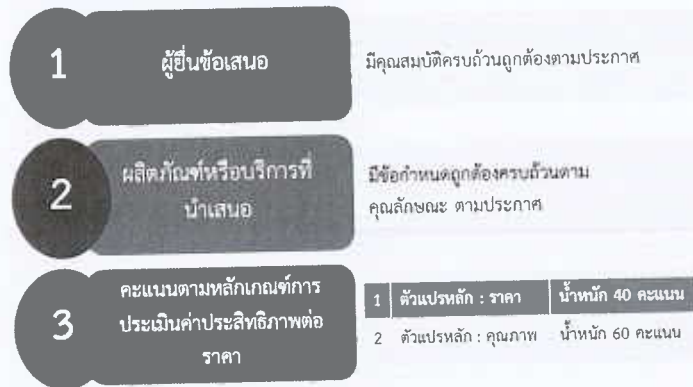 1
ผู้ยื่นข้อเสนอ
มีคุณสมบัติครบถ้วนถูกต้องตามประกาศ
2
ผลิตภัณฑ์หรือบริการที่
นำเสนอ
มีข้อกำหนดถูกต้องครบถ้วนตาม
คุณลักษณะ ตามประกาศ
3
คะแนนตามหลักเกณฑ์การ
ประเมินค่าประสิทธิภาพต่อ
ราคา
1 ตัวแปรหลัก : ราคา น้ำหนัก 40 คะแนน
2 ตัวแปรหลัก : คุณภาพ น้ำหนัก 60 คะแนน